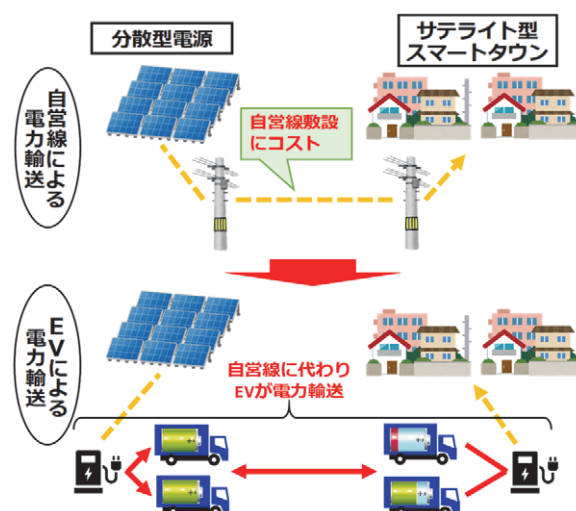 分散型電源
サテライト型
スマートタウン
自営線による
電力輸送
自営線敷設
にコスト
EVによる
電力輸送
自営線に代わり
EVが電力輸送